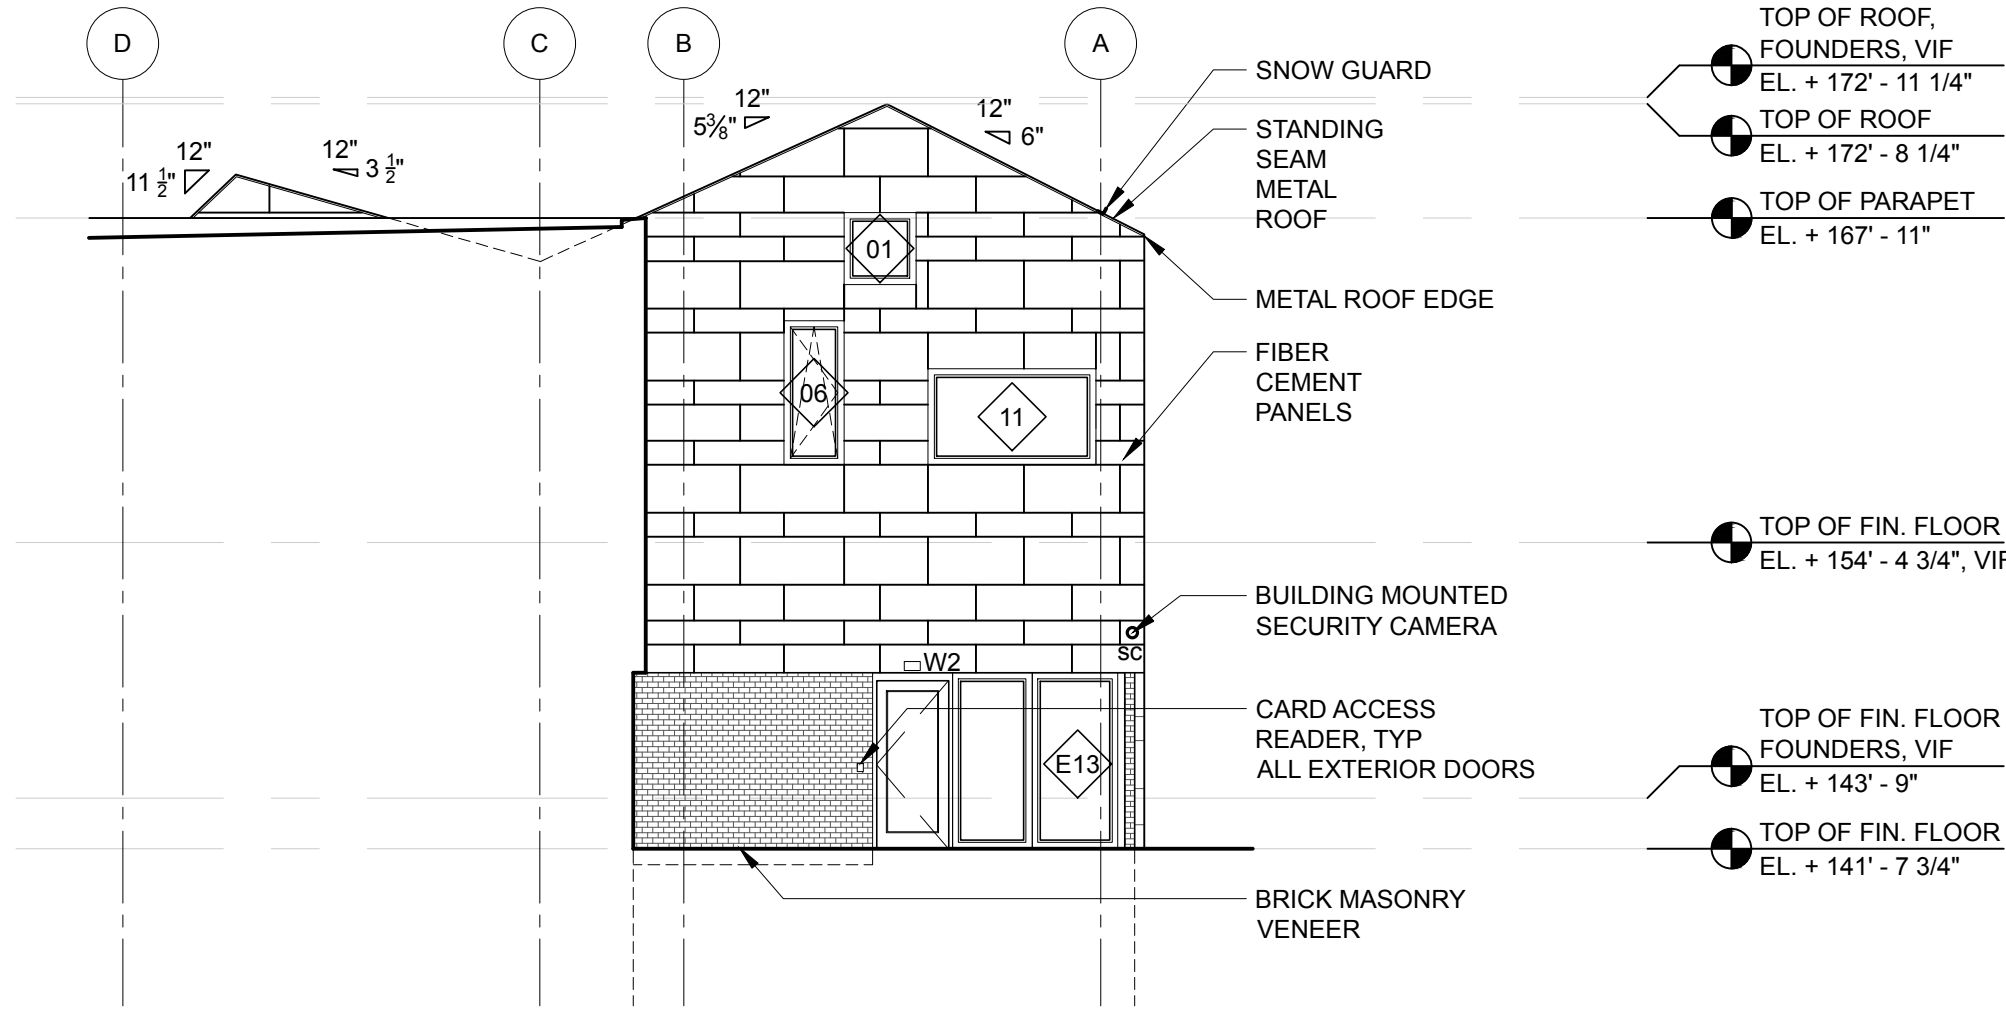 D
C
B
A
12"
11 1/2"
12"
3 1/2"
12"
5 3/8"
12"
6"
SNOW GUARD
STANDING
SEAM
METAL
ROOF
METAL ROOF EDGE
FIBER
CEMENT
PANELS
BUILDING MOUNTED
SECURITY CAMERA
CARD ACCESS
READER, TYP
ALL EXTERIOR DOORS
BRICK MASONRY
VENEER
01
06
11
SC
W2
E13
TOP OF ROOF,
FOUNDERS, VIF
EL. + 172' - 11 1/4"
TOP OF ROOF
EL. + 172' - 8 1/4"
TOP OF PARAPET
EL. + 167' - 11"
TOP OF FIN. FLOOR
EL. + 154' - 4 3/4", VIF
TOP OF FIN. FLOOR
FOUNDERS, VIF
EL. + 143' - 9"
TOP OF FIN. FLOOR
EL. + 141' - 7 3/4"